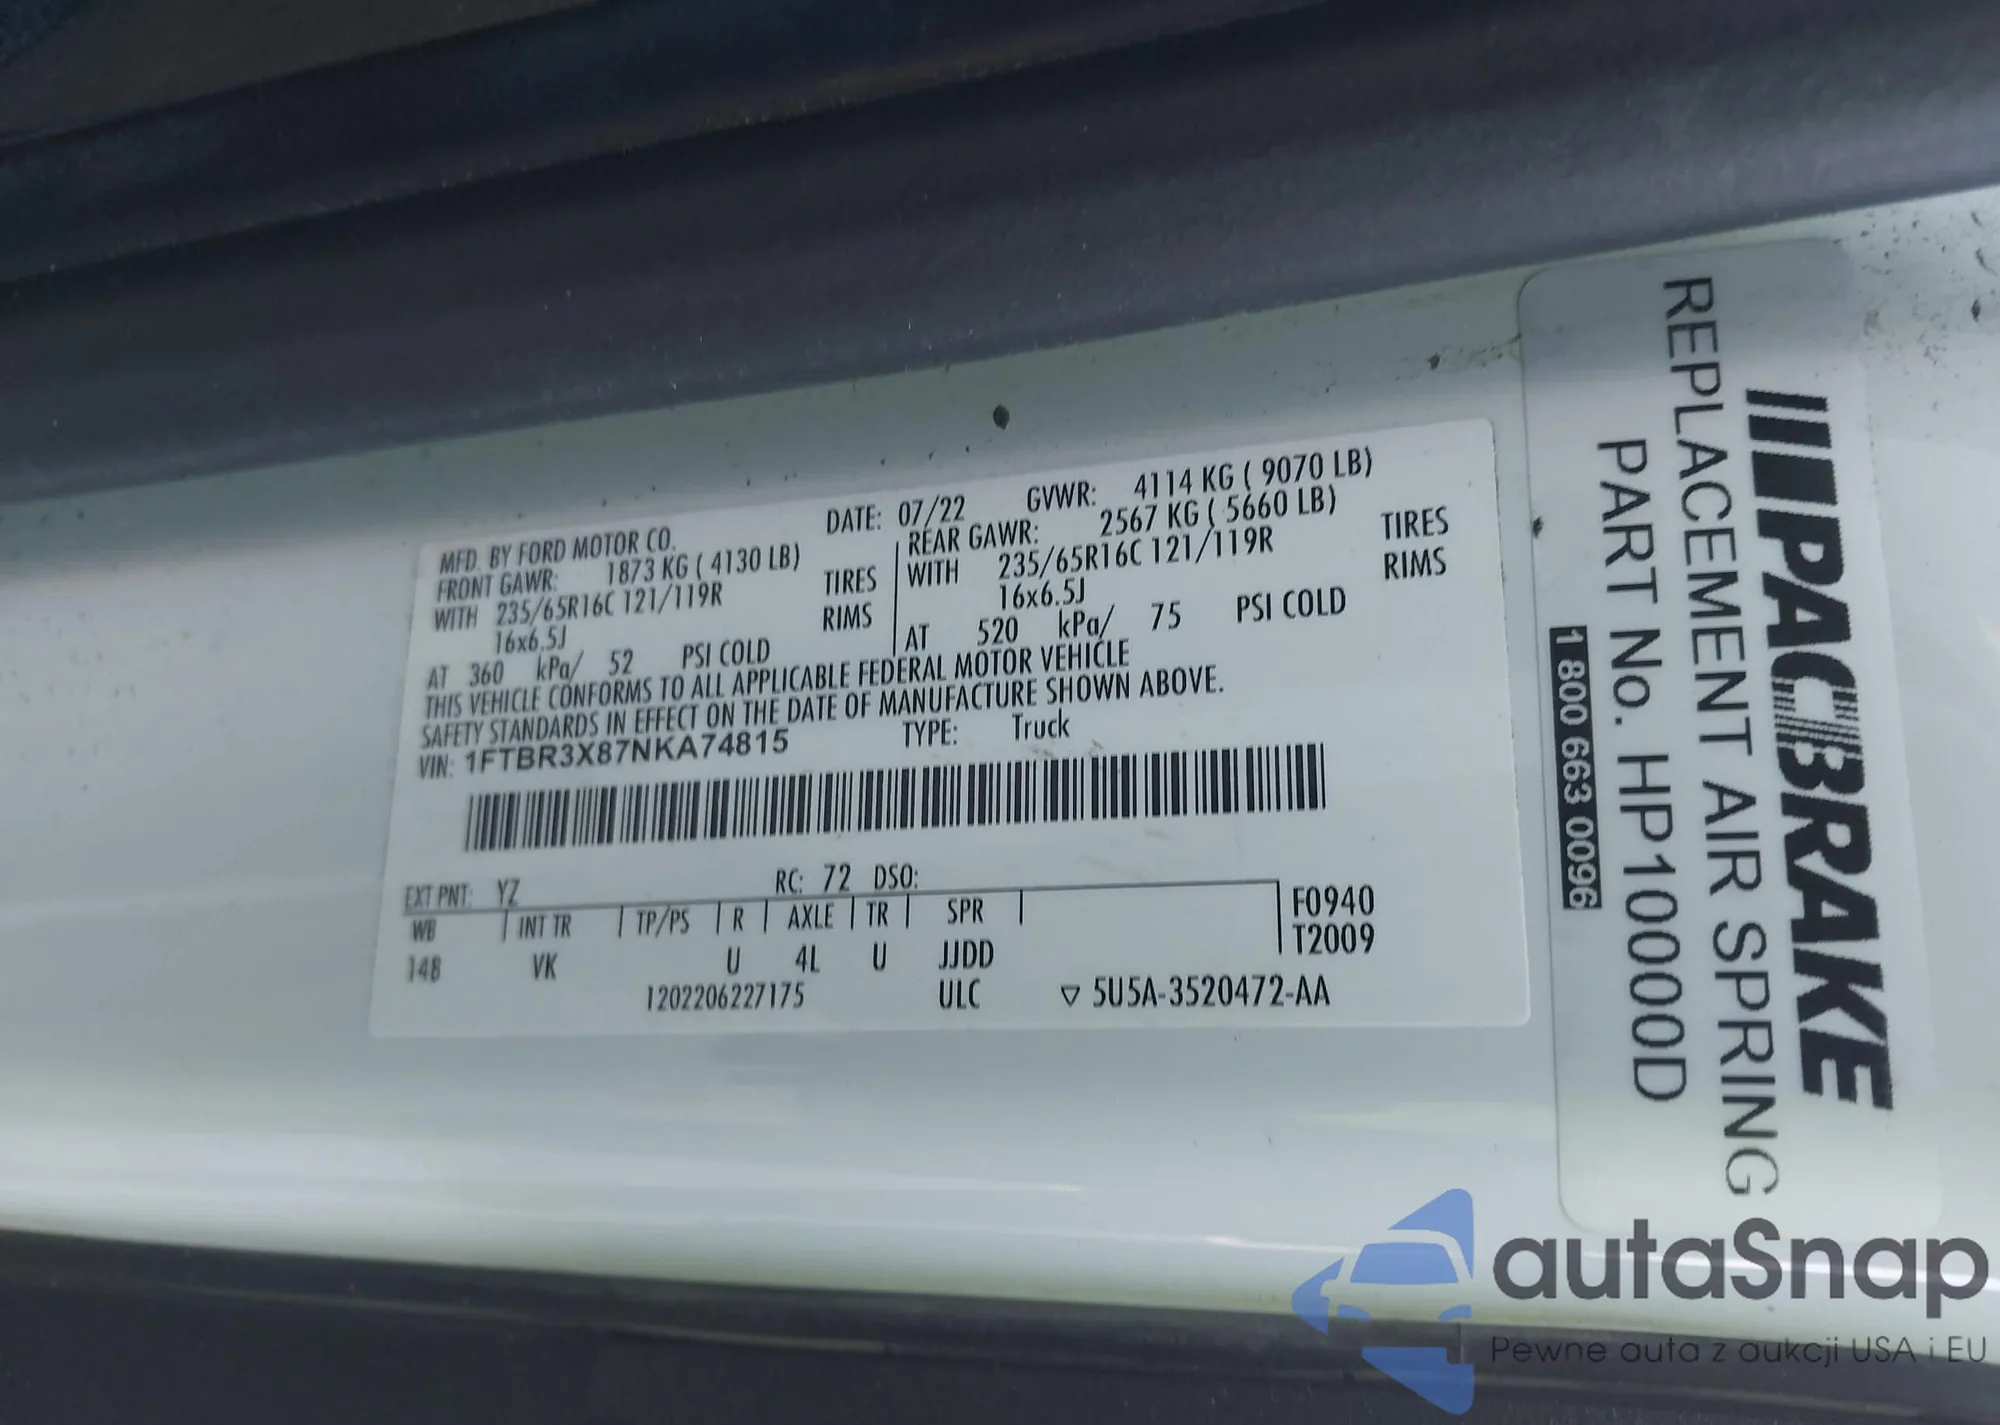 MFD. BY FORD MOTOR CO.
DATE: 07/22
GVWR: 4114 KG ( 9070 LB)
FRONT GAWR: 1873 KG ( 4130 LB)
WITH 235/65R16C 121/119R TIRES
16x6.5J RIMS
AT 360 kPa/ 52 PSI COLD
REAR GAWR: 2567 KG ( 5660 LB)
WITH 235/65R16C 121/119R TIRES
16x6.5J RIMS
AT 520 kPa/ 75 PSI COLD
THIS VEHICLE CONFORMS TO ALL APPLICABLE FEDERAL MOTOR VEHICLE
SAFETY STANDARDS IN EFFECT ON THE DATE OF MANUFACTURE SHOWN ABOVE.
VIN: 1FTBR3X87NKA74815 TYPE: Truck
EXT PNT: YZ RC: 72 DSO:
WB INT TR TP/PS R AXLE TR SPR F0940
148 VK U 4L U JJDD T2009
1202206227175 ULC ▽ 5U5A-3520472-AA
PACBRAKE
REPLACEMENT AIR SPRING
PART No. HP10000D
1 800 663 0096
autaSnap
Pewne auta z aukcji USA i EU